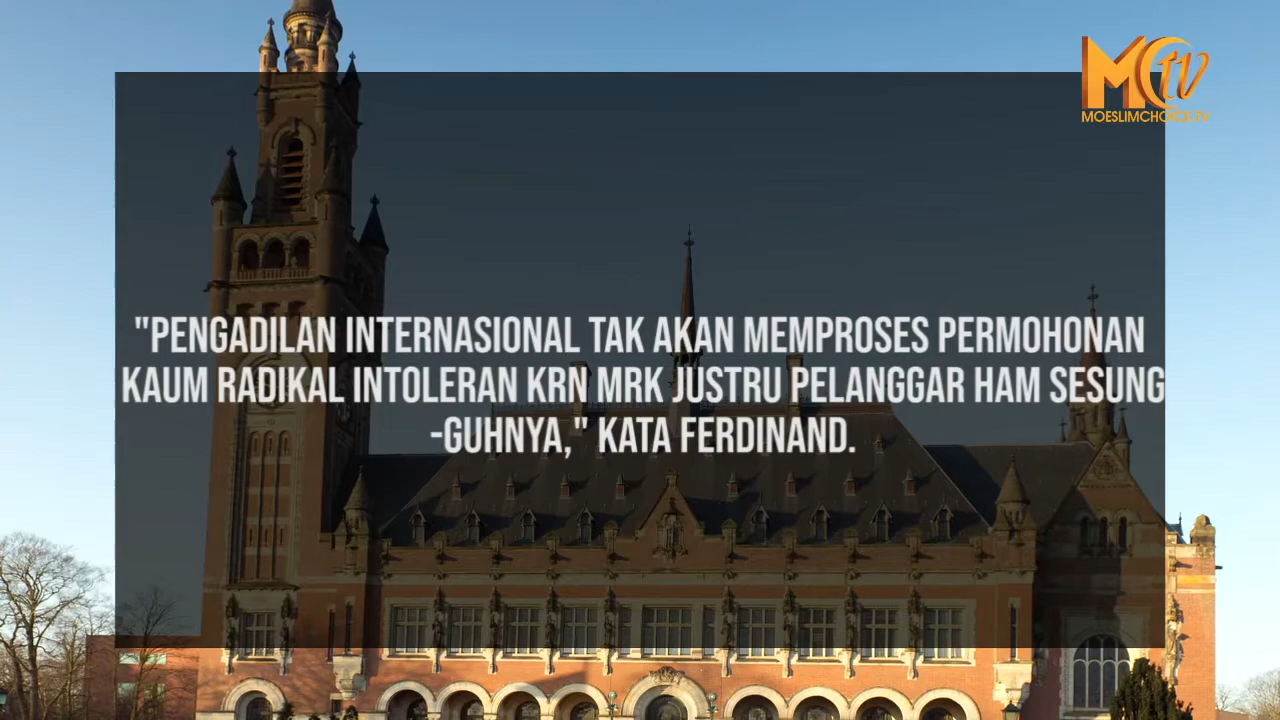 MCTV
MOESLIMCHOICE.TV
"PENGADILAN INTERNASIONAL TAK AKAN MEMPROSES PERMOHONAN
KAUM RADIKAL INTOLERAN KRN MRK JUSTRU PELANGGAR HAM SESUNG
-GUHNYA," KATA FERDINAND.